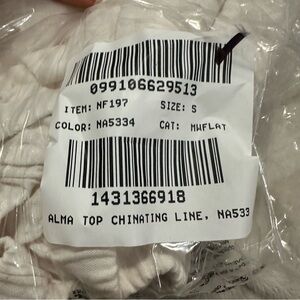 099106629513
ITEM: NF197 SIZE: S
COLOR: NA5334 CAT: MWFLAT
1431366918
ALMA TOP CHINATING LINE, NA533